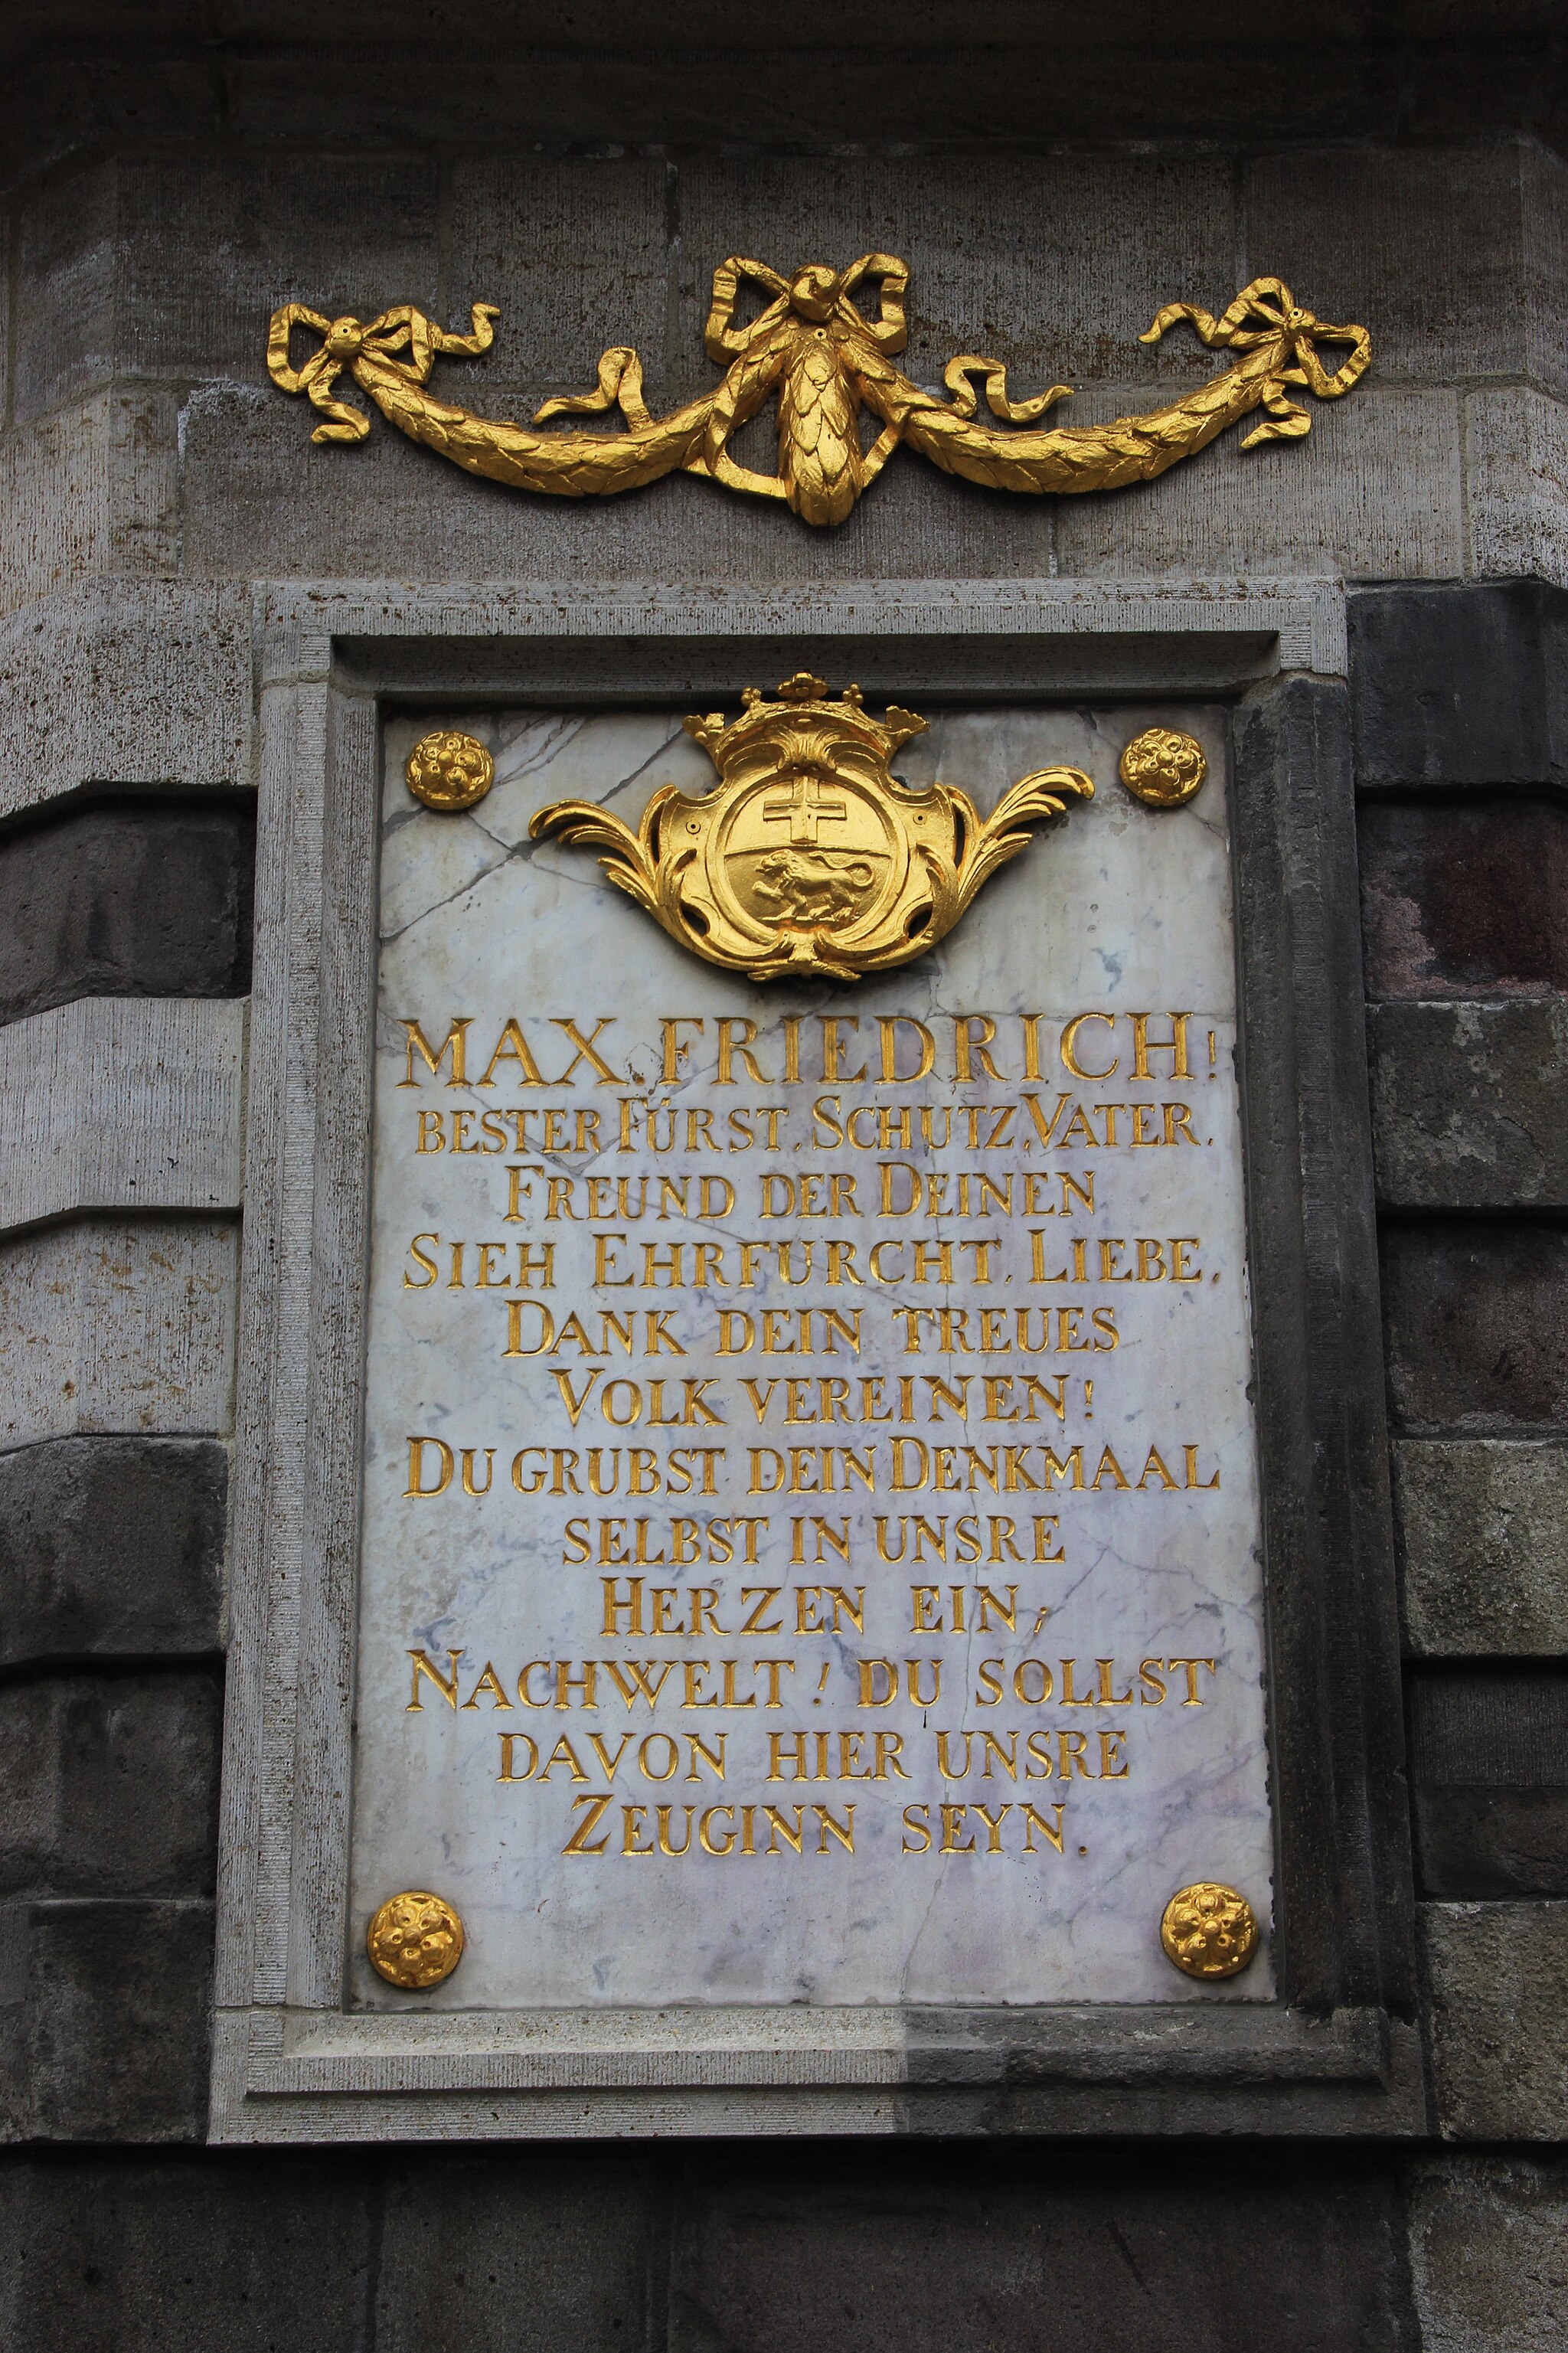 MAX FRIEDRICH!
BESTER FÜRST, SCHUTZ, VATER,
FREUND DER DEINEN
SIEH EHRFURCHT, LIEBE,
DANK DEIN TREUES
VOLK VEREINEN!
DU GRUBST DEIN DENKMAAL
SELBST IN UNSRE
HERZEN EIN,
NACHWELT! DU SOLLST
DAVON HIER UNSRE
ZEUGINN SEYN.